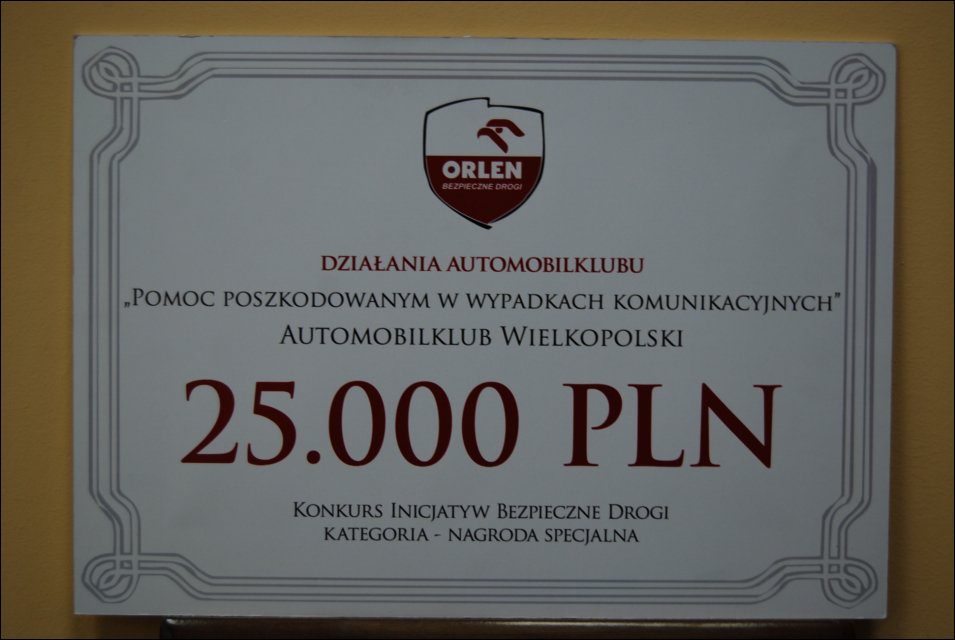 ORLEN
BEZPIECZNE DROGI
DZIAŁANIA AUTOMOBILKLUBU
„POMOC POSZKODOWANYM W WYPADKACH KOMUNIKACYJNYCH”
AUTOMOBILKLUB WIELKOPOLSKI
25.000 PLN
KONKURS INICJATYW BEZPIECZNE DROGI
KATEGORIA - NAGRODA SPECJALNA